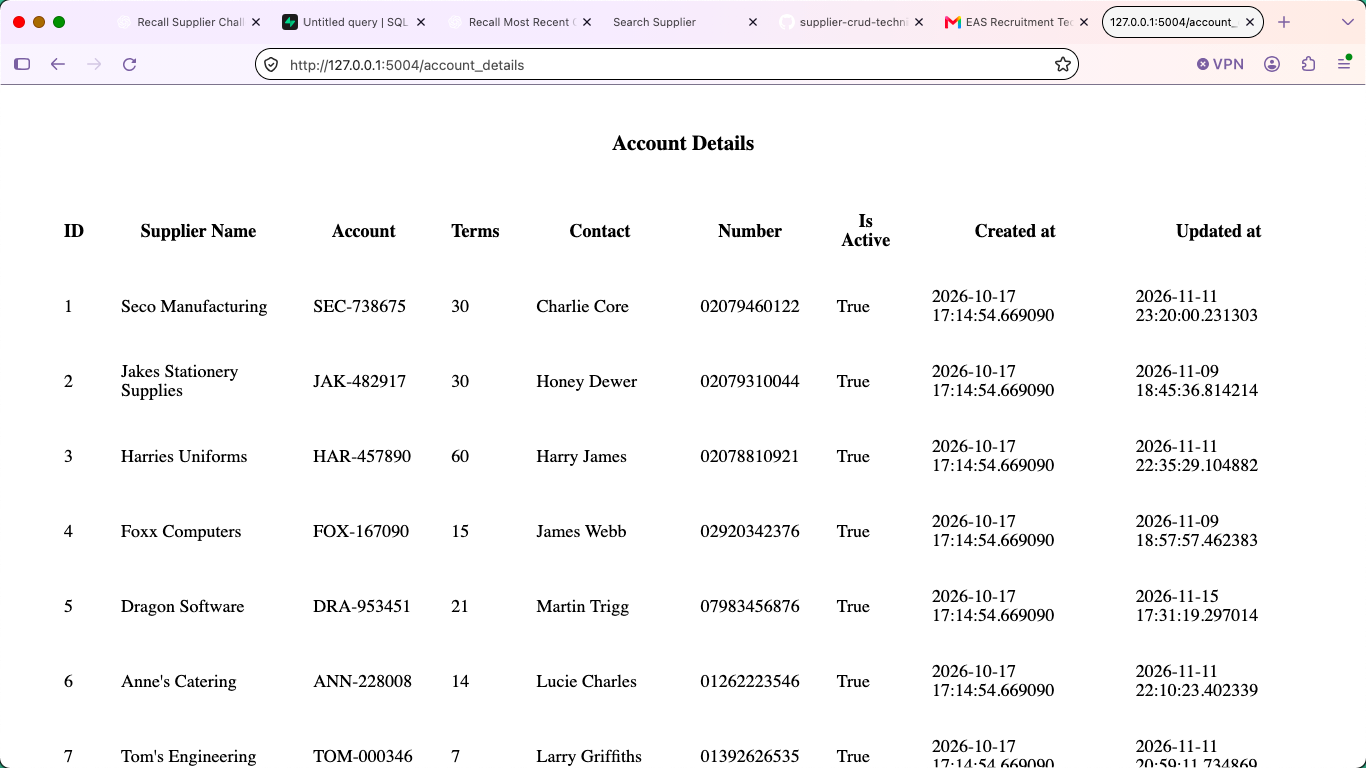 Recall Supplier Chall
Untitled query | SQL
Recall Most Recent C
Search Supplier
supplier-crud-techni
EAS Recruitment Tec
127.0.0.1:5004/account_
http://127.0.0.1:5004/account_details
VPN
Account Details
ID Supplier Name Account Terms Contact Number Is Active Created at Updated at
1 Seco Manufacturing SEC-738675 30 Charlie Core 02079460122 True 2026-10-17 17:14:54.669090 2026-11-11 23:20:00.231303
2 Jakes Stationery Supplies JAK-482917 30 Honey Dewer 02079310044 True 2026-10-17 17:14:54.669090 2026-11-09 18:45:36.814214
3 Harries Uniforms HAR-457890 60 Harry James 02078810921 True 2026-10-17 17:14:54.669090 2026-11-11 22:35:29.104882
4 Foxx Computers FOX-167090 15 James Webb 02920342376 True 2026-10-17 17:14:54.669090 2026-11-09 18:57:57.462383
5 Dragon Software DRA-953451 21 Martin Trigg 07983456876 True 2026-10-17 17:14:54.669090 2026-11-15 17:31:19.297014
6 Anne's Catering ANN-228008 14 Lucie Charles 01262223546 True 2026-10-17 17:14:54.669090 2026-11-11 22:10:23.402339
7 Tom's Engineering TOM-000346 7 Larry Griffiths 01392626535 True 2026-10-17 17:14:54.669090 2026-11-11 20:59:11.734869